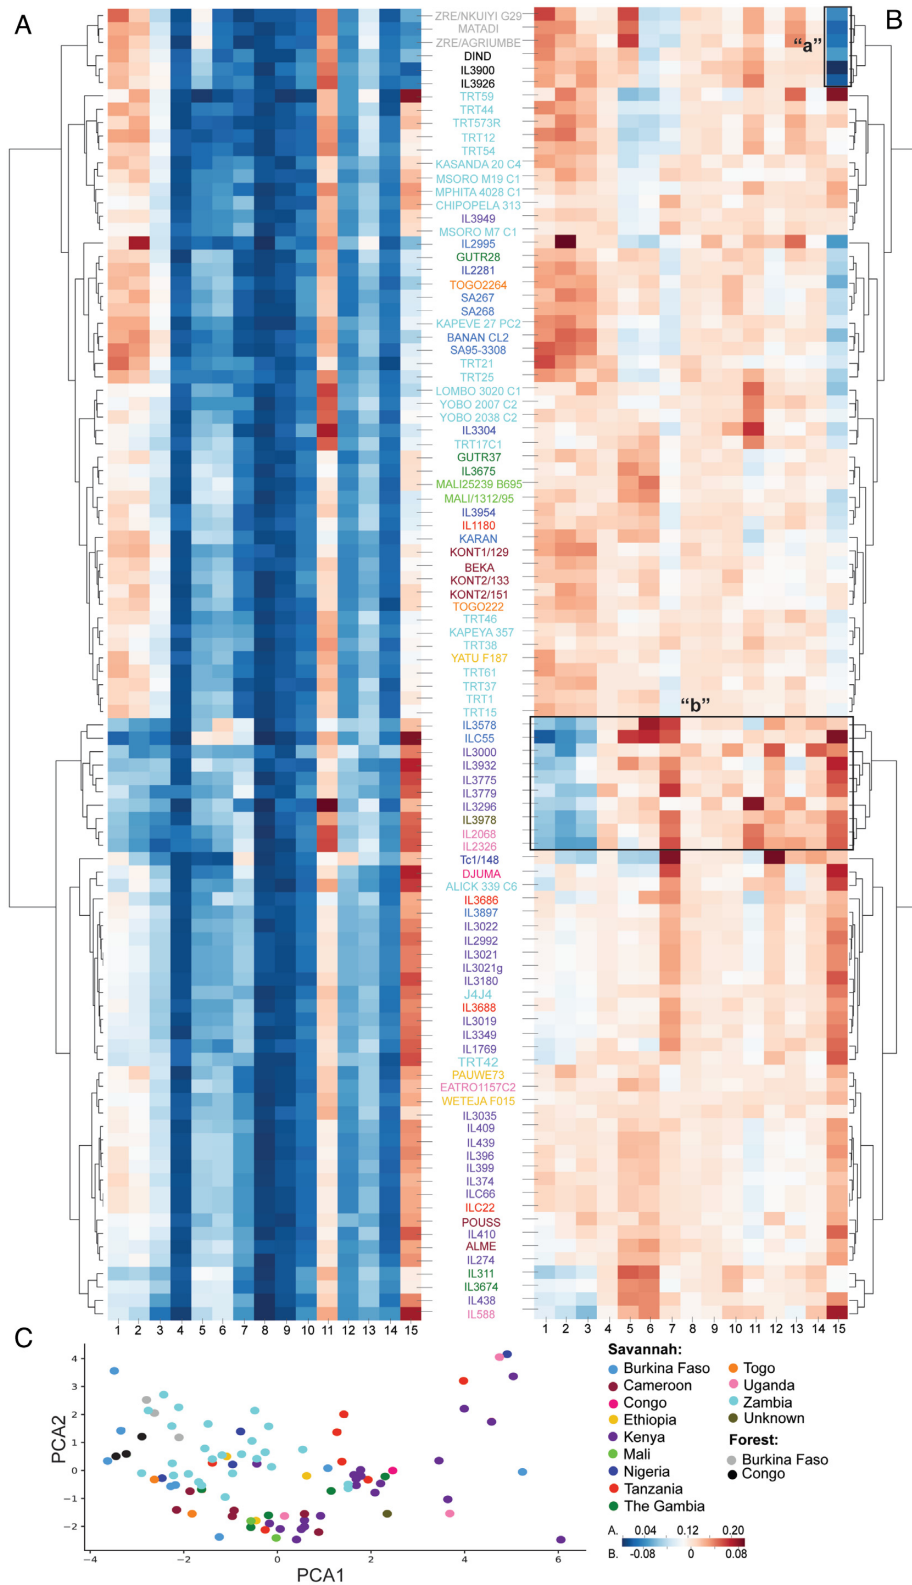 A
B
ZRE/NKUIYI G29
MATADI
ZRE/AGRIUMBE
"a"
DIND
IL3900
IL3926
TRT59
TRT44
TRT573R
TRT12
TRT54
KASANDA 20 C4
MSORO M19 C1
MPHITA 4028 C1
CHIPOPELA 313
IL3949
MSORO M7 C1
IL2995
GUTR28
IL2281
TOGO2264
SA267
SA268
KAPEVE 27 PC2
BANAN CL2
SA95-3308
TRT21
TRT25
LOMBO 3020 C1
YOBO 2007 C2
YOBO 2038 C2
IL3304
TRT17C1
GUTR37
IL3675
MALI25239 B695
MALI/1312/95
IL3954
IL1180
KARAN
KONT1/129
BEKA
KONT2/133
KONT2/151
TOGO222
TRT46
KAPEYA 357
TRT38
YATU F187
TRT61
TRT37
TRT1
TRT15
"b"
IL3578
ILC55
IL3000
IL3932
IL3775
IL3779
IL3296
IL3978
IL2068
IL2326
Tc1/148
DJUMA
ALICK 339 C6
IL3686
IL3897
IL3022
IL2992
IL3021
IL3021g
IL3180
J4J4
IL3688
IL3019
IL3349
IL1769
TRT42
PAUWE73
EATRO1157C2
WETEJA F015
IL3035
IL409
IL439
IL396
IL399
IL374
ILC66
ILC22
POUSS
IL410
ALME
IL274
IL311
IL3674
IL438
IL588
1 2 3 4 5 6 7 8 9 10 11 12 13 14 15
1 2 3 4 5 6 7 8 9 10 11 12 13 14 15
C
PCA2
4
3
2
1
0
−1
−2
−4 −2 0 2 4 6
PCA1
Savannah:
Burkina Faso
Cameroon
Congo
Ethiopia
Kenya
Mali
Nigeria
Tanzania
The Gambia
Togo
Uganda
Zambia
Unknown
Forest:
Burkina Faso
Congo
A. 0.04 0.12 0.20
B. -0.08 0 0.08